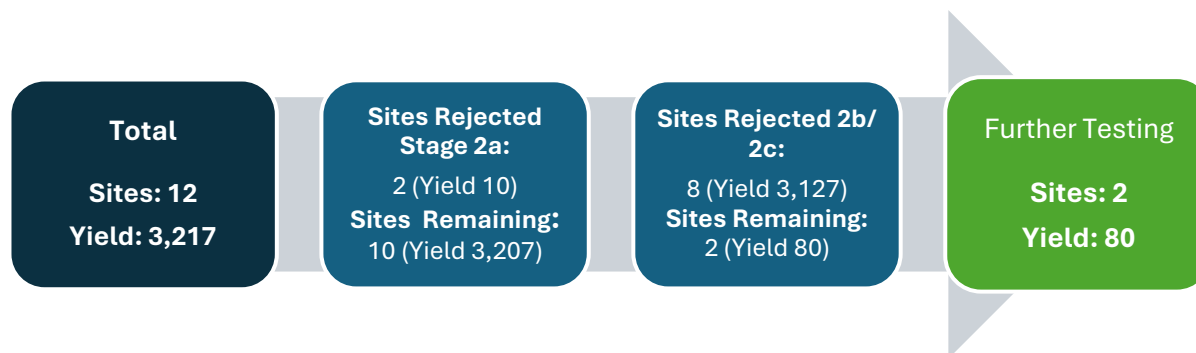 Total
Sites: 12
Yield: 3,217
Sites Rejected
Stage 2a:
2 (Yield 10)
Sites Remaining:
10 (Yield 3,207)
Sites Rejected 2b/
2c:
8 (Yield 3,127)
Sites Remaining:
2 (Yield 80)
Further Testing
Sites: 2
Yield: 80